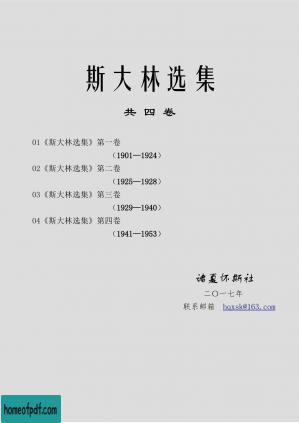 斯大林选集
共四卷
01《斯大林选集》第一卷
（1901—1924）
02《斯大林选集》第二卷
（1925—1928）
03《斯大林选集》第三卷
（1929—1940）
04《斯大林选集》第四卷
（1941—1953）
诸夏怀斯社
二〇一七年
联系邮箱 hqxsk@163.com
homeofpdf.com